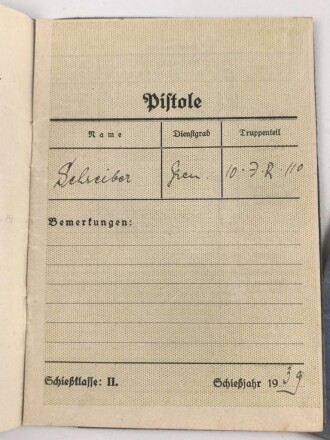 Pistole
Name Dienstgrad Truppenteil
Schreiber Gren. 10. J. R. 110
Bemerkungen:
Schießklasse: II. Schießjahr 1939